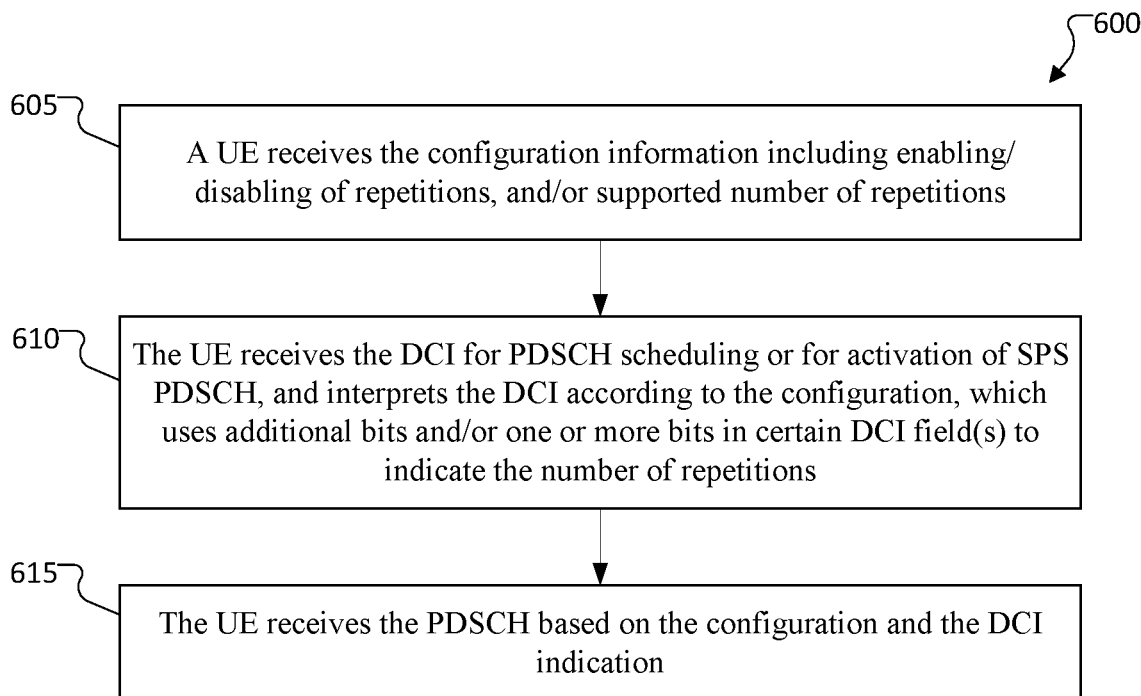 600
605
A UE receives the configuration information including enabling/
disabling of repetitions, and/or supported number of repetitions
610
The UE receives the DCI for PDSCH scheduling or for activation of SPS
PDSCH, and interprets the DCI according to the configuration, which
uses additional bits and/or one or more bits in certain DCI field(s) to
indicate the number of repetitions
615
The UE receives the PDSCH based on the configuration and the DCI
indication